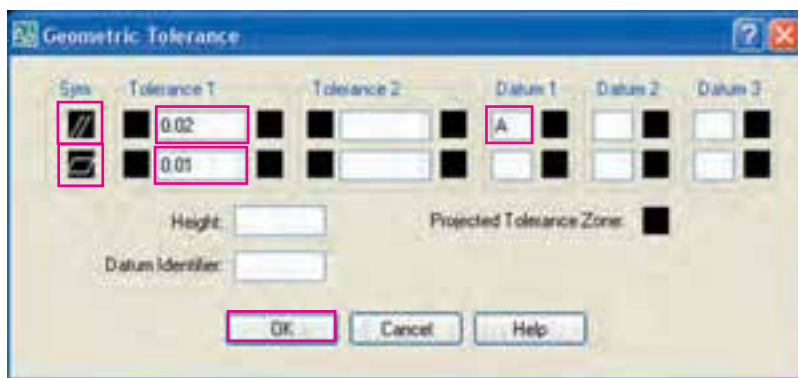 Geometric Tolerance
Sym Tolerance 1 Tolerance 2 Datum 1 Datum 2 Datum 3
0.02 A
0.01
Height: Projected Tolerance Zone:
Datum Identifier:
OK Cancel Help